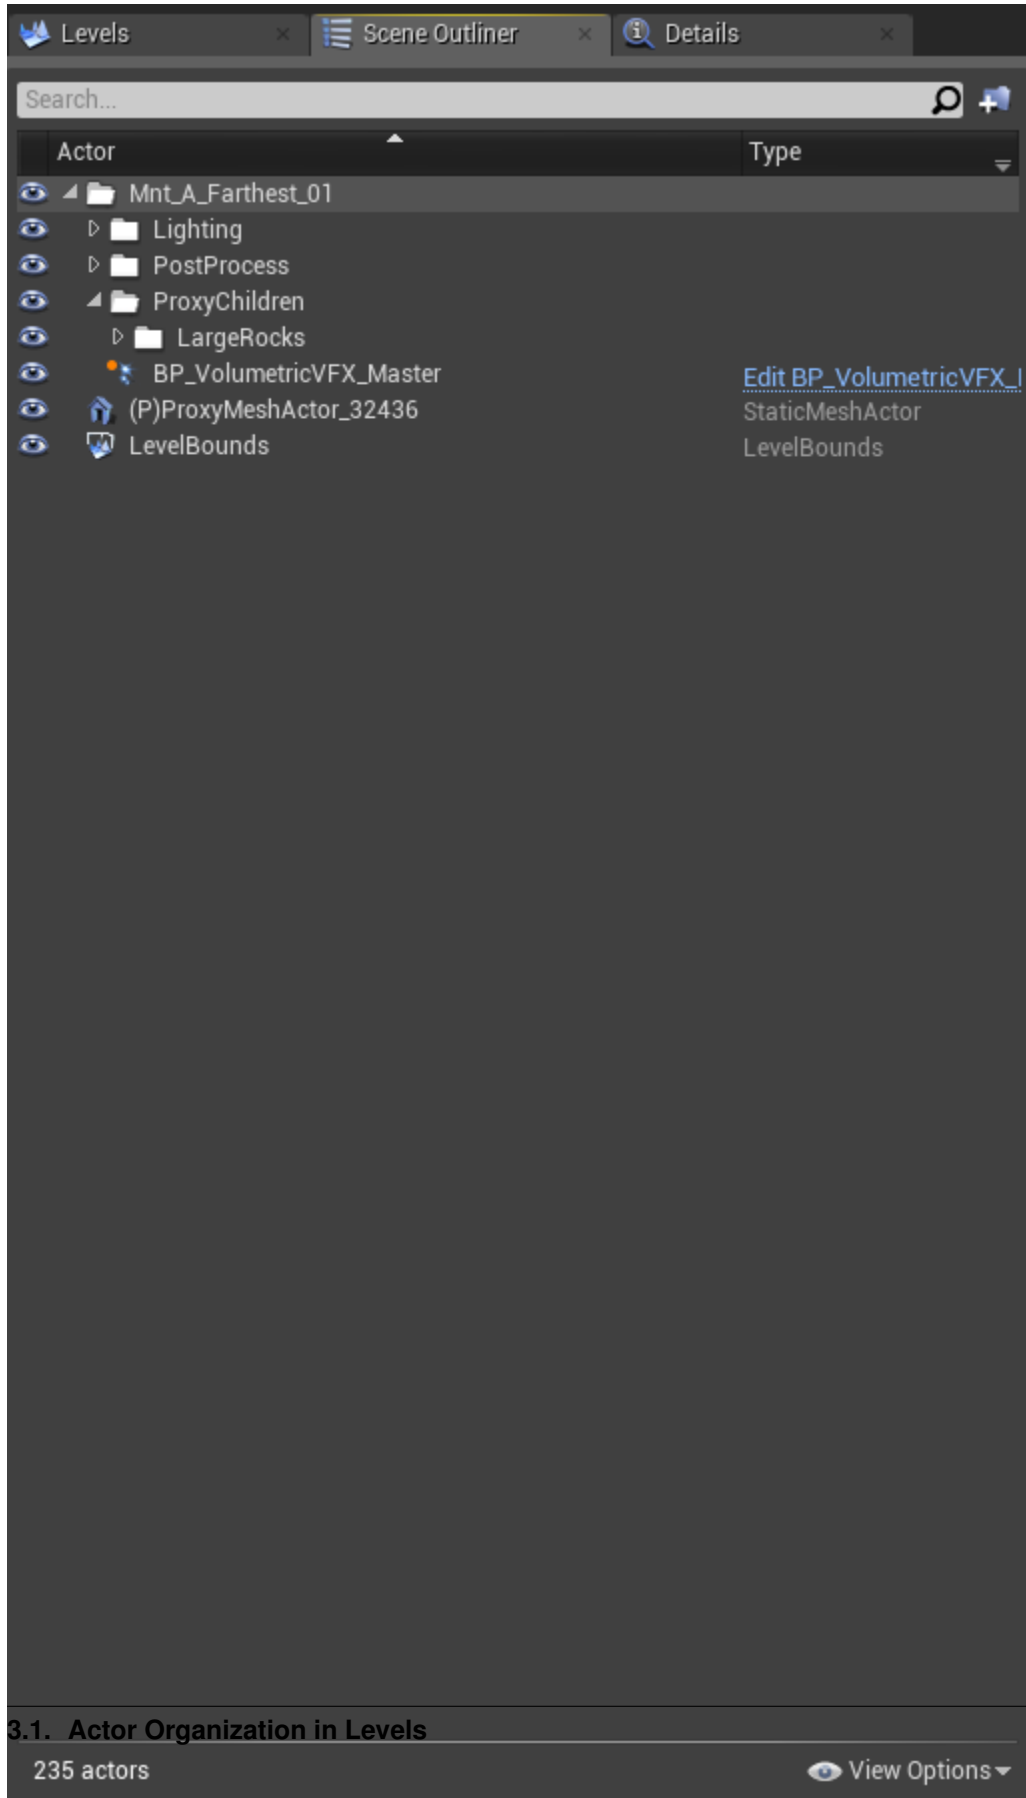 Levels × Scene Outliner × Details ×
Search...
Actor Type
Mnt_A_Farthest_01
Lighting
PostProcess
ProxyChildren
LargeRocks
BP_VolumetricVFX_Master Edit BP_VolumetricVFX_
(P)ProxyMeshActor_32436 StaticMeshActor
LevelBounds LevelBounds
3.1. Actor Organization in Levels
235 actors View Options